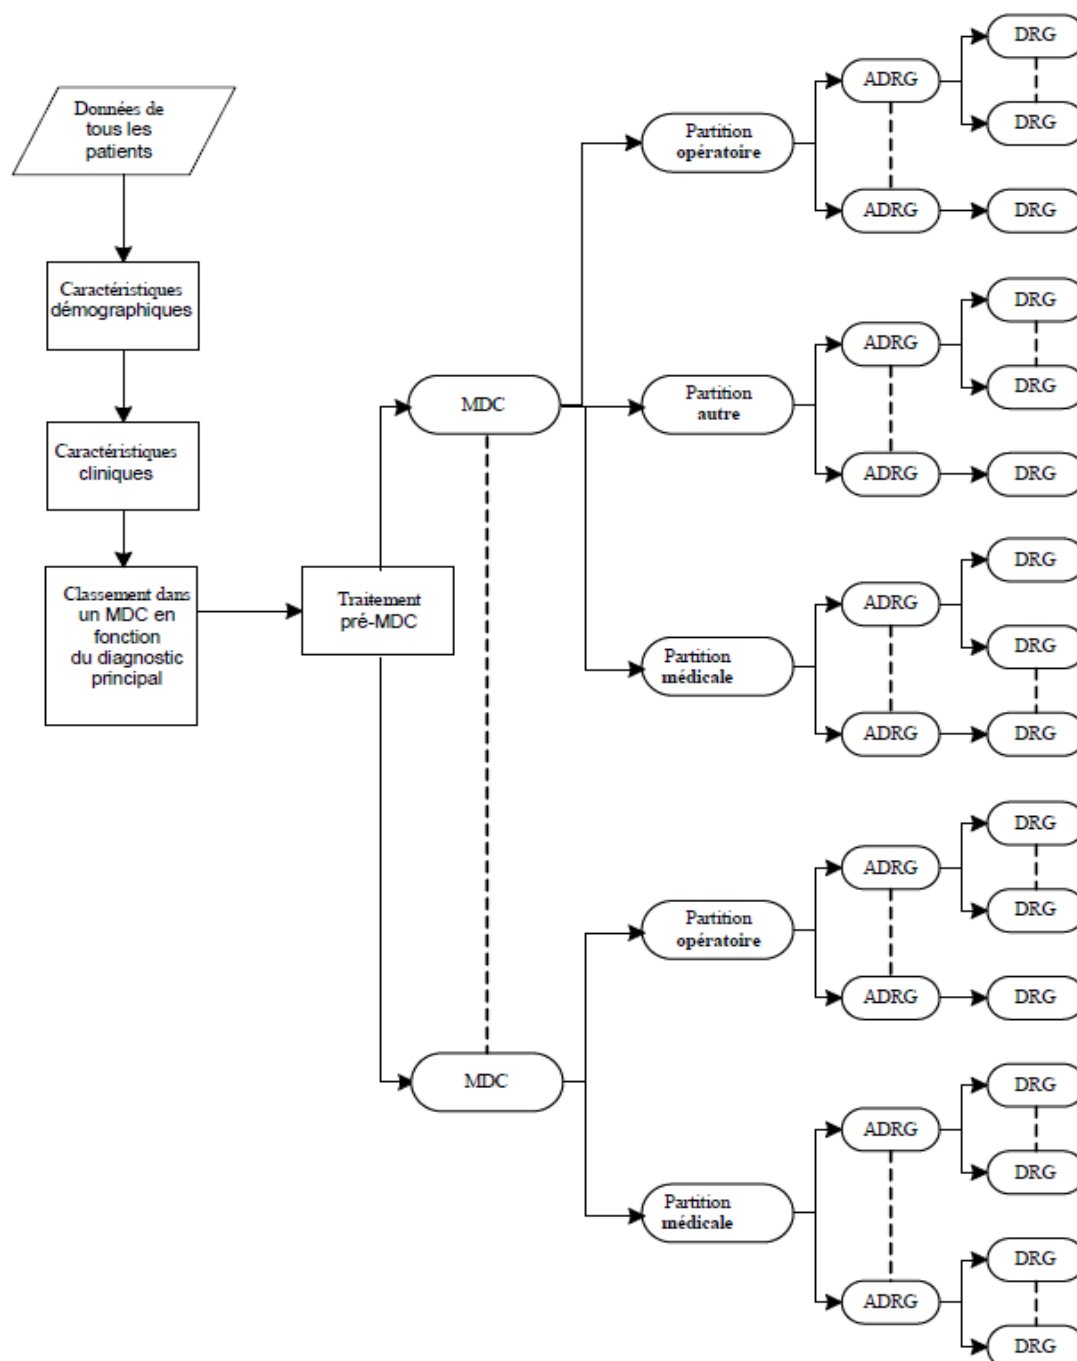 Données de
tous les
patients
Caractéristiques
démographiques
Caractéristiques
cliniques
Classement dans
un MDC en
fonction
du diagnostic
principal
Traitement
pré-MDC
MDC
Partition
opératoire
ADRG
DRG
DRG
ADRG
DRG
Partition
autre
ADRG
DRG
DRG
ADRG
DRG
Partition
médicale
ADRG
DRG
DRG
ADRG
DRG
MDC
Partition
opératoire
ADRG
DRG
DRG
ADRG
DRG
Partition
médicale
ADRG
DRG
DRG
ADRG
DRG
DRG